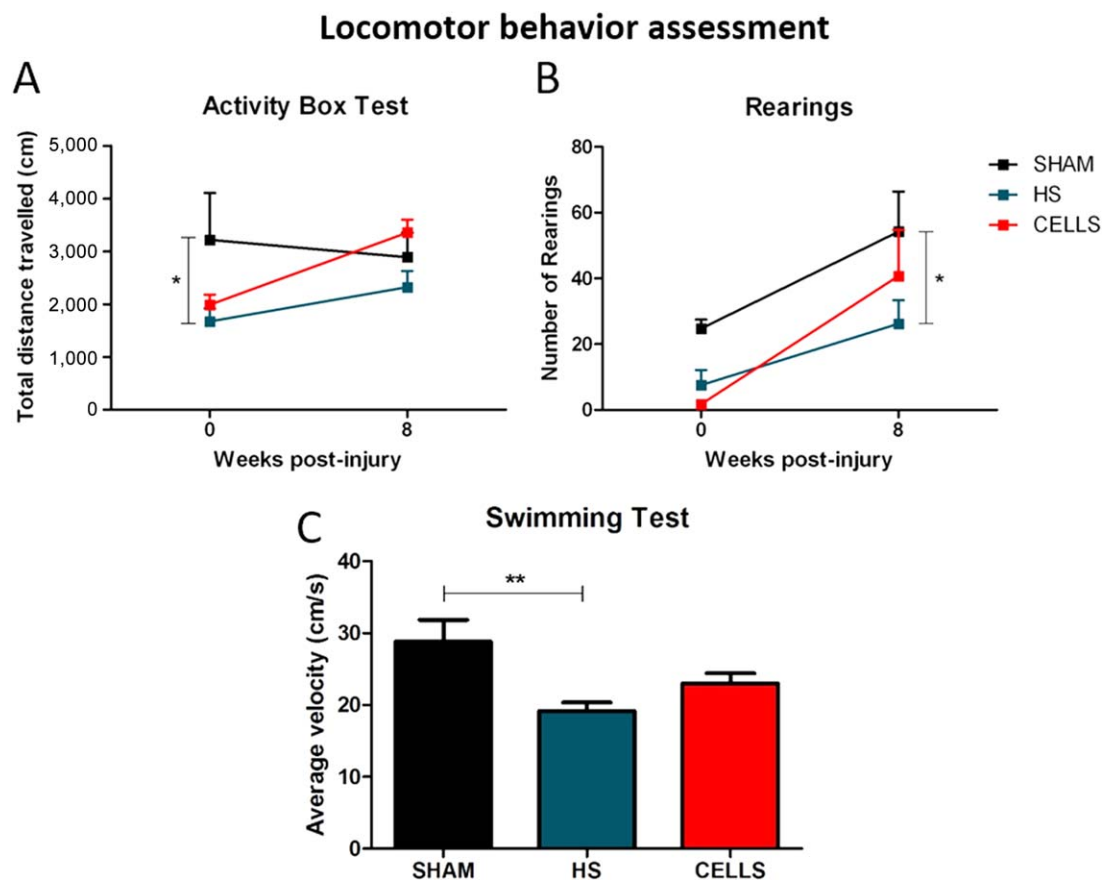 Locomotor behavior assessment
A
Activity Box Test
Total distance travelled (cm)
5,000
4,000
3,000
2,000
1,000
0
*
0 8
Weeks post-injury
B
Rearings
Number of Rearings
80
60
40
20
0
*
0 8
Weeks post-injury
SHAM
HS
CELLS
C
Swimming Test
Average velocity (cm/s)
40
30
20
10
0
**
SHAM HS CELLS